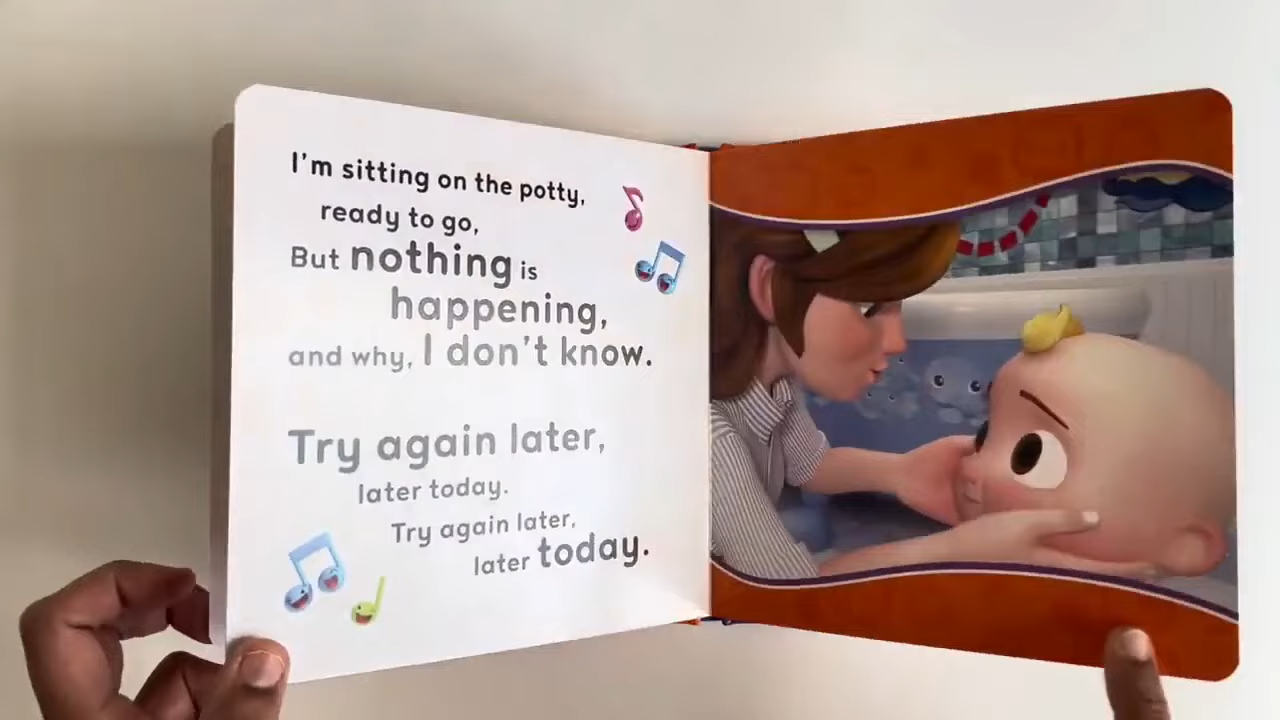 I'm sitting on the potty,
ready to go,
But nothing is
happening,
and why, I don't know.
Try again later,
later today.
Try again later,
later today.